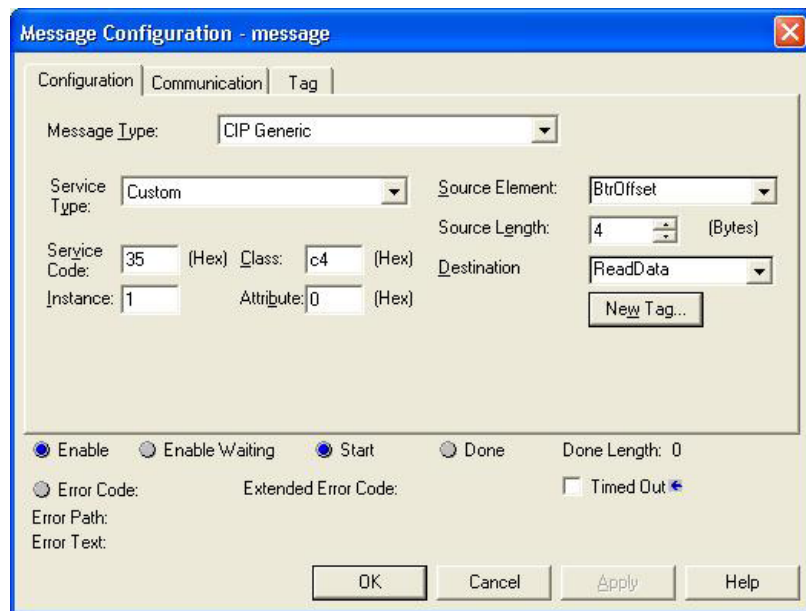 Message Configuration - message
Configuration Communication Tag
Message Type: CIP Generic
Service Type: Custom
Source Element: BtrOffset
Source Length: 4 (Bytes)
Service Code: 35 (Hex) Class: c4 (Hex)
Destination ReadData
Instance: 1 Attribute: 0 (Hex)
New Tag...
Enable Enable Waiting Start Done Done Length: 0
Error Code: Extended Error Code: Timed Out
Error Path:
Error Text:
OK Cancel Apply Help